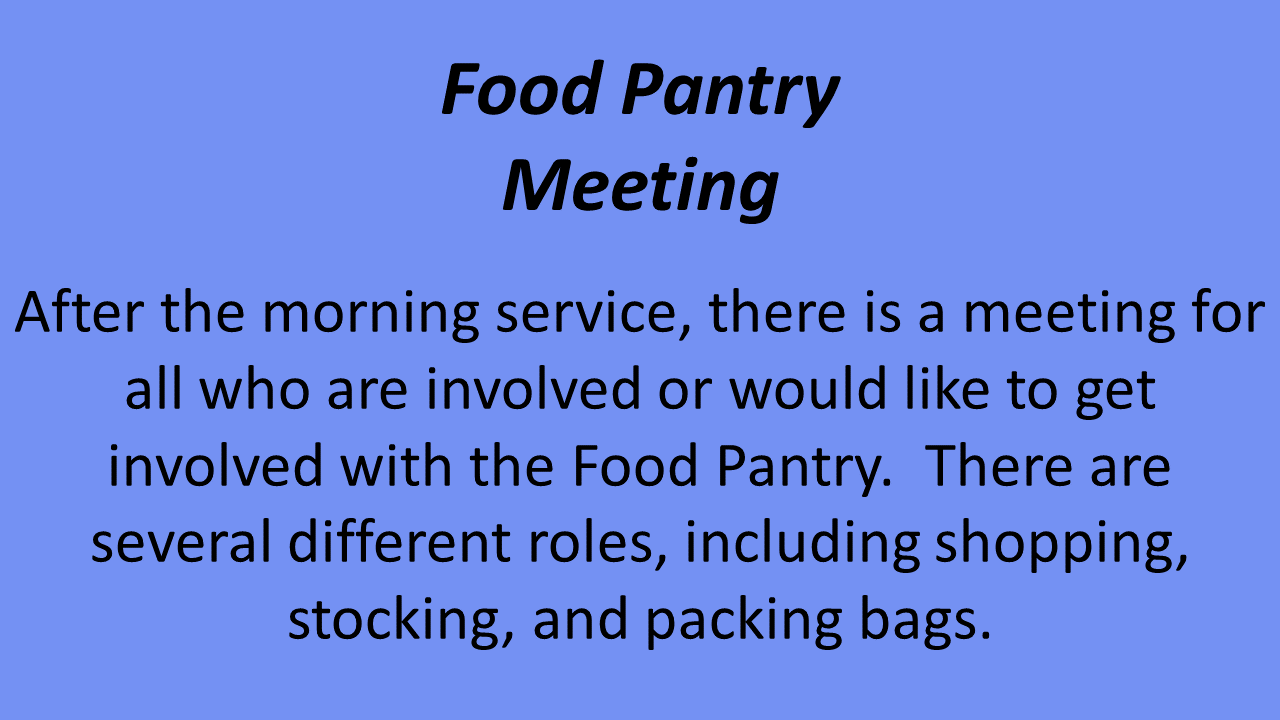 Food Pantry
Meeting
After the morning service, there is a meeting for
all who are involved or would like to get
involved with the Food Pantry.  There are
several different roles, including shopping,
stocking, and packing bags.